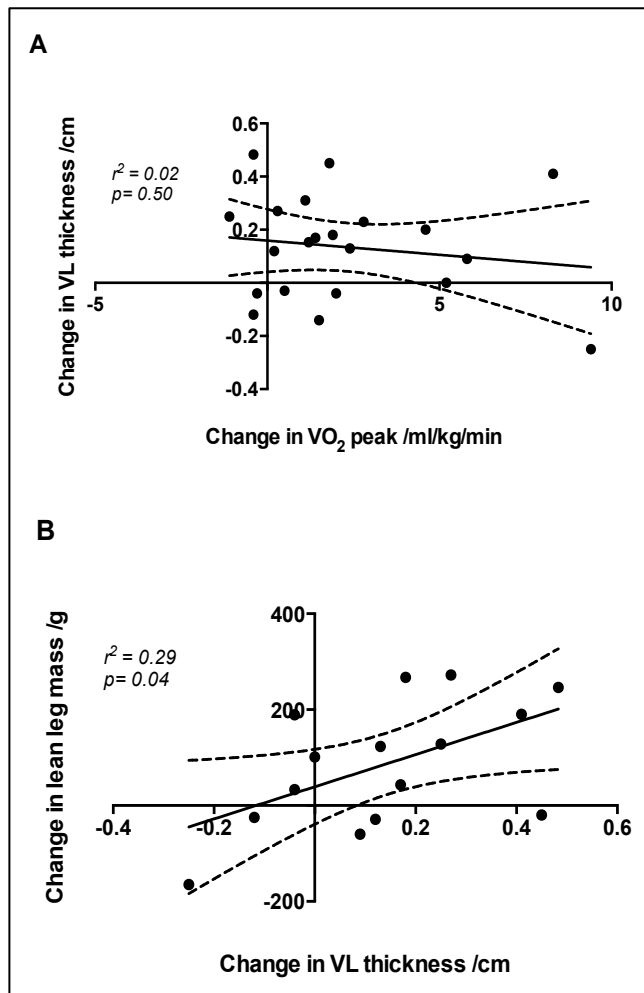 A
Change in VL thickness /cm
r² = 0.02
p= 0.50
0.6
0.4
0.2
-0.2
-0.4
-5
5
10
Change in VO₂ peak /ml/kg/min
B
Change in lean leg mass /g
r² = 0.29
p= 0.04
400
200
-200
-0.4
-0.2
0.2
0.4
0.6
Change in VL thickness /cm